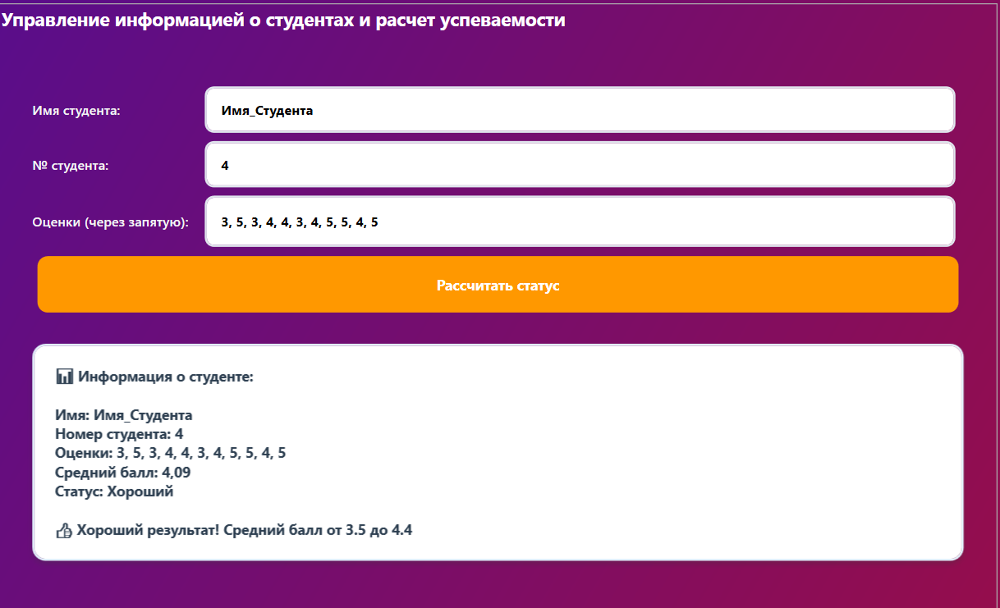 Управление информацией о студентах и расчет успеваемости
Имя студента:
Имя_Студента
№ студента:
4
Оценки (через запятую):
3, 5, 3, 4, 4, 3, 4, 5, 5, 4, 5
Рассчитать статус
📊 Информация о студенте:
Имя: Имя_Студента
Номер студента: 4
Оценки: 3, 5, 3, 4, 4, 3, 4, 5, 5, 4, 5
Средний балл: 4,09
Статус: Хороший
👍 Хороший результат! Средний балл от 3.5 до 4.4